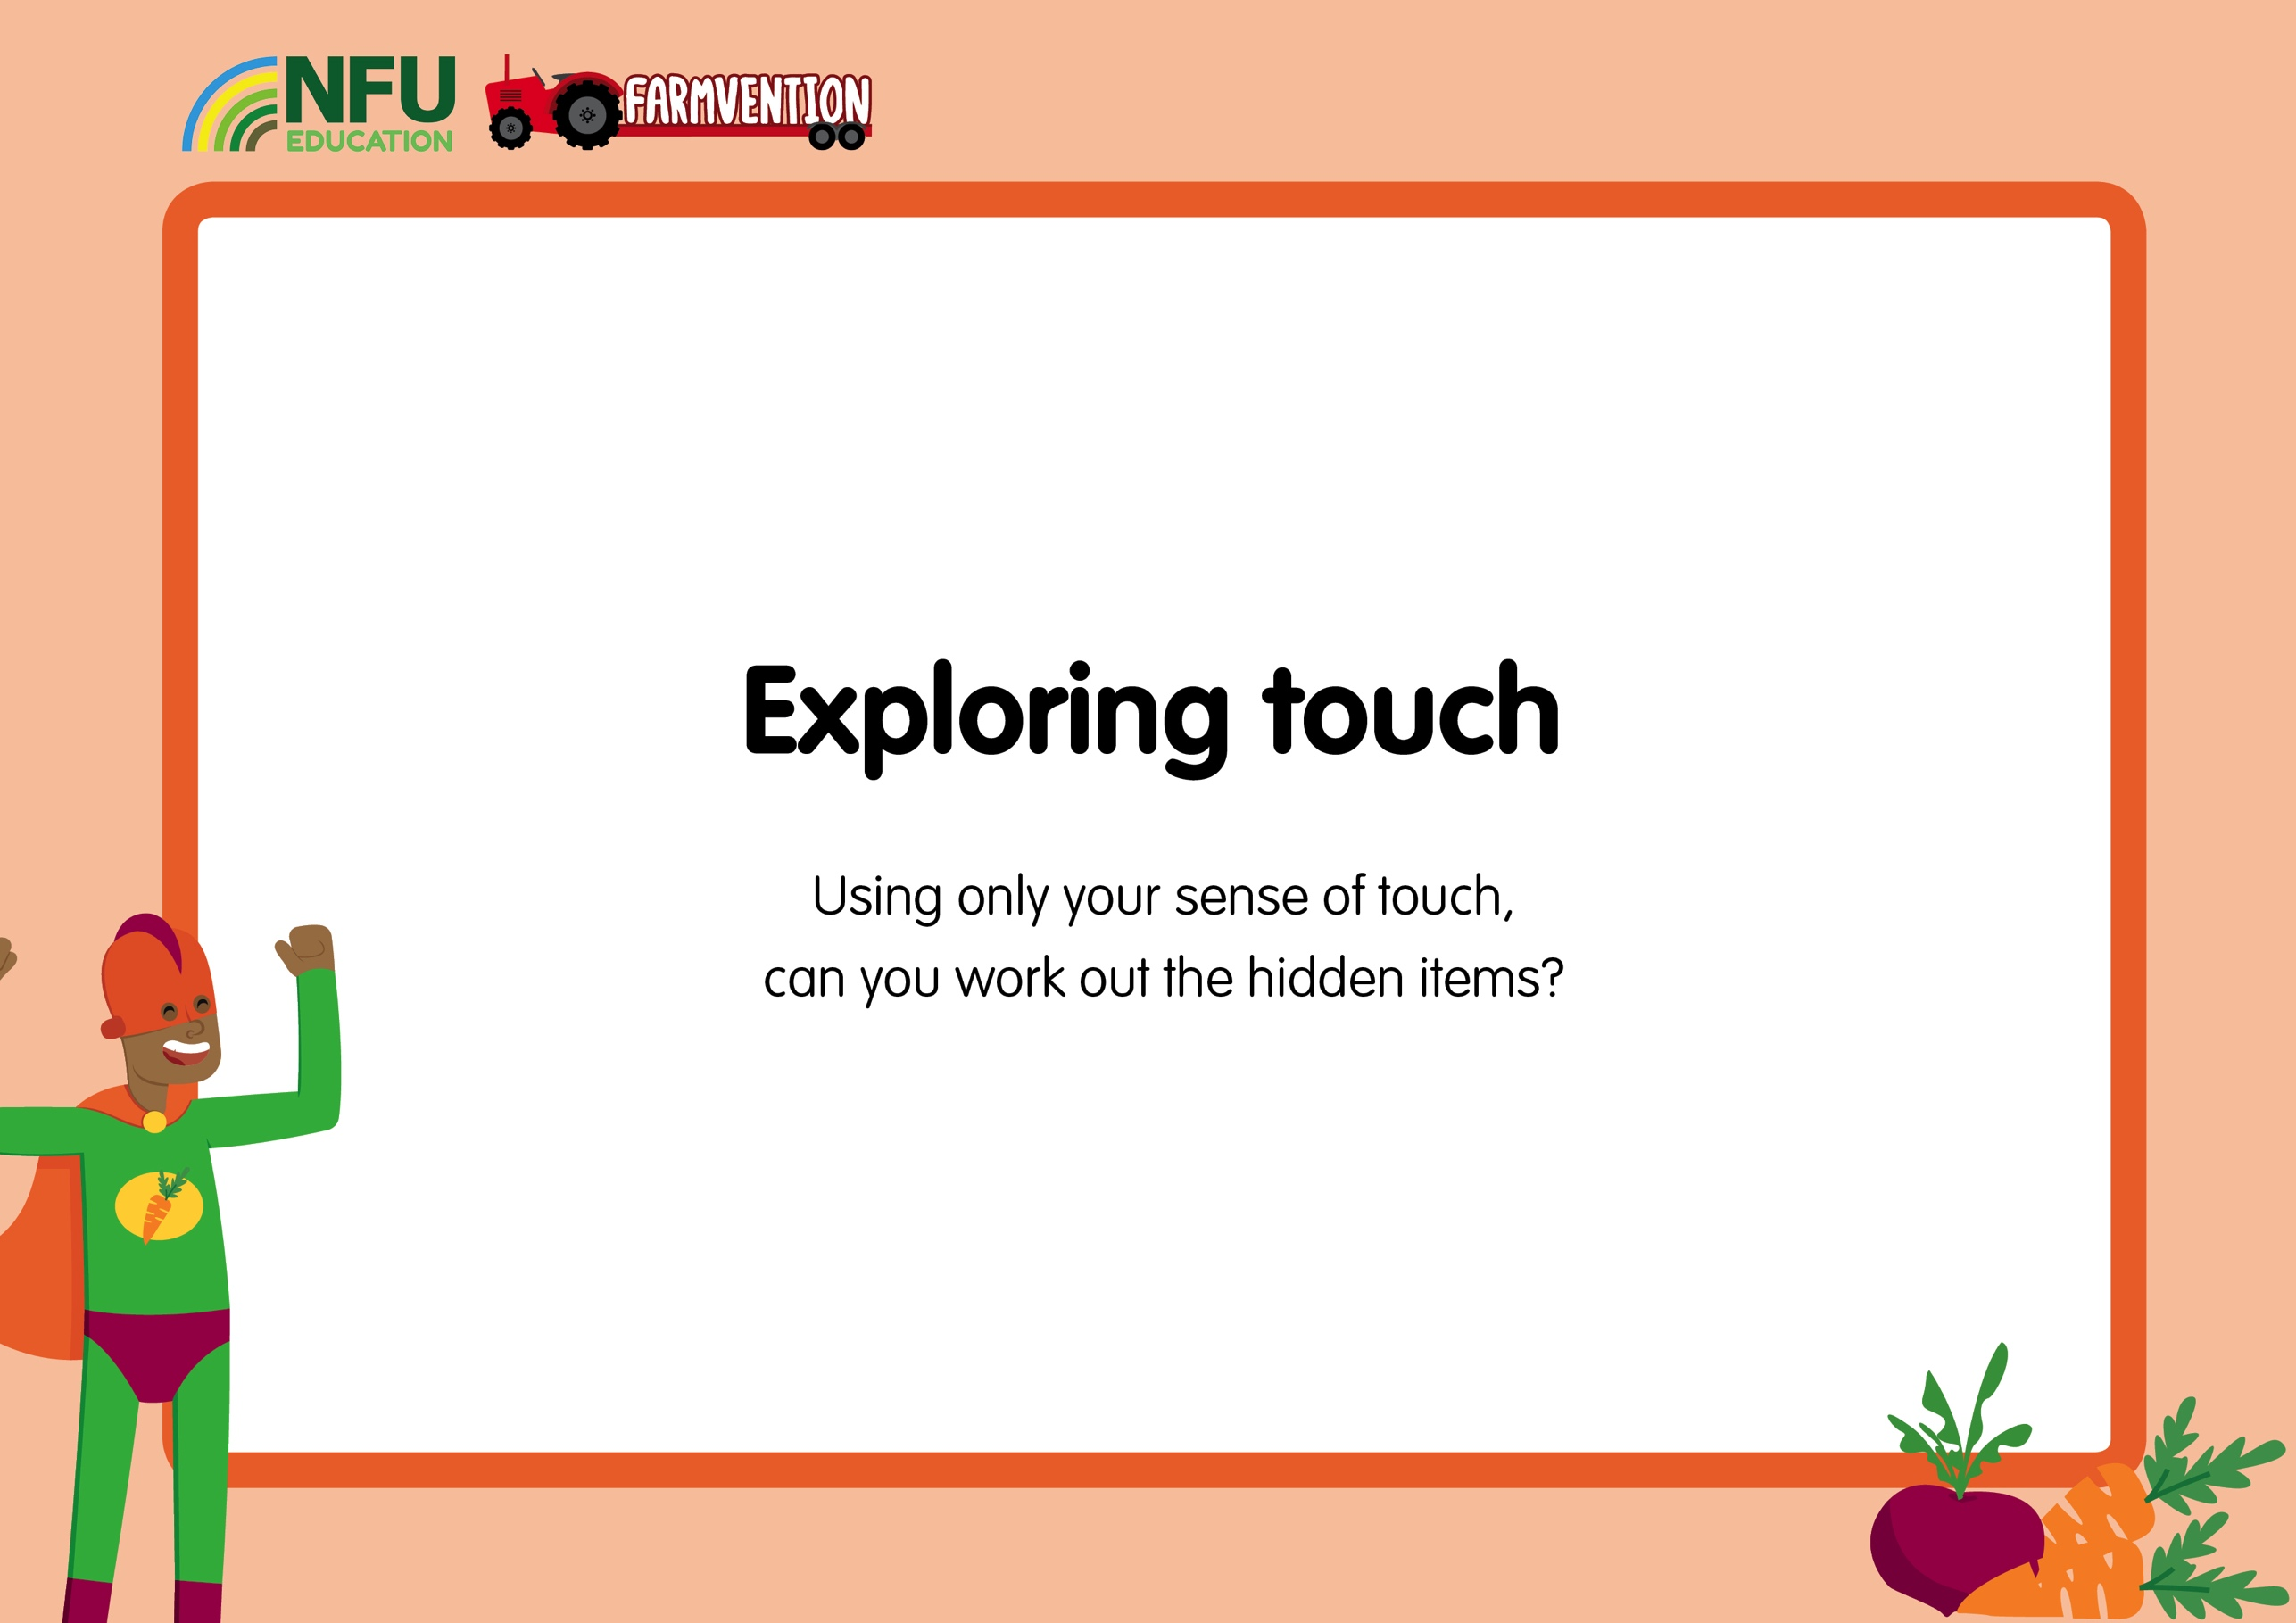 NFU
EDUCATION
FARMVENTION
Exploring touch
Using only your sense of touch,
can you work out the hidden items?